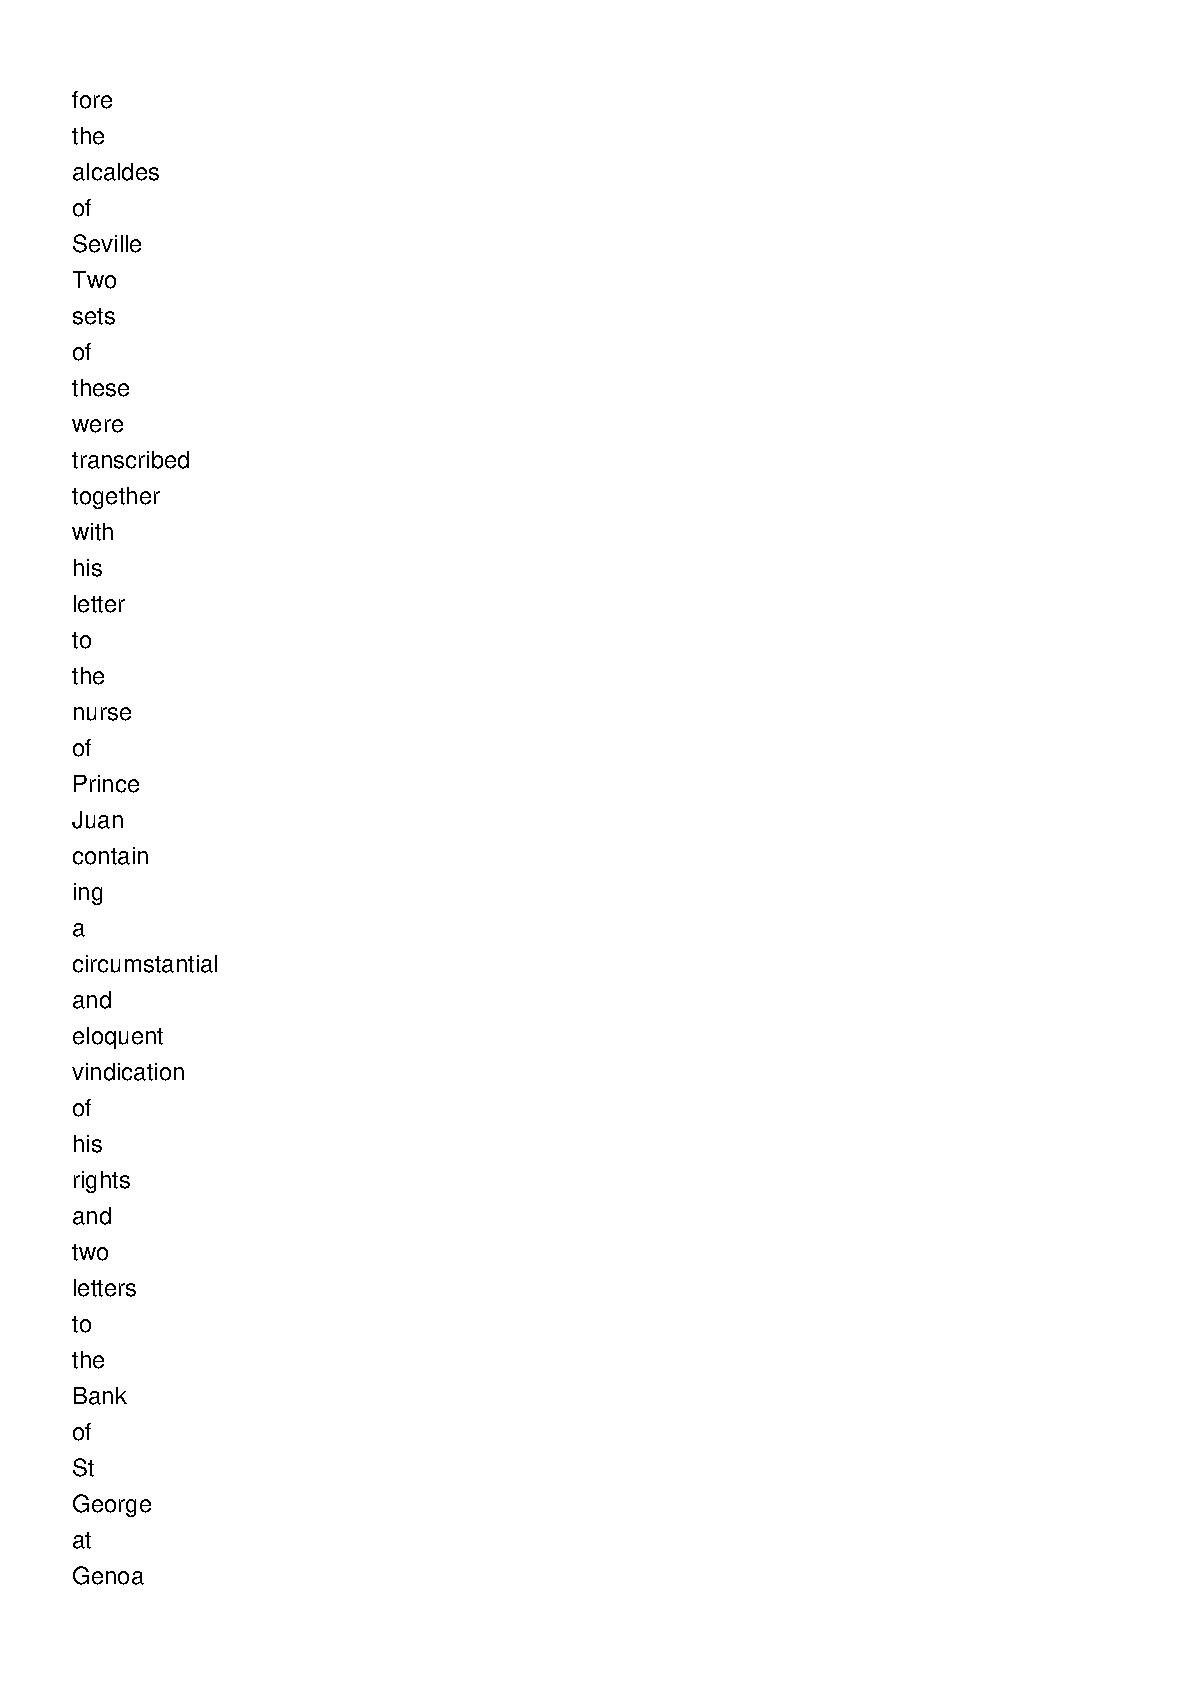 fore
the
alcaldes
of
Seville
Two
sets
of
these
were
transcribed
together
with
his
letter
to
the
nurse
of
Prince
Juan
contain
ing
a
circumstantial
and
eloquent
vindication
of
his
rights
and
two
letters
to
the
Bank
of
St
George
at
Genoa